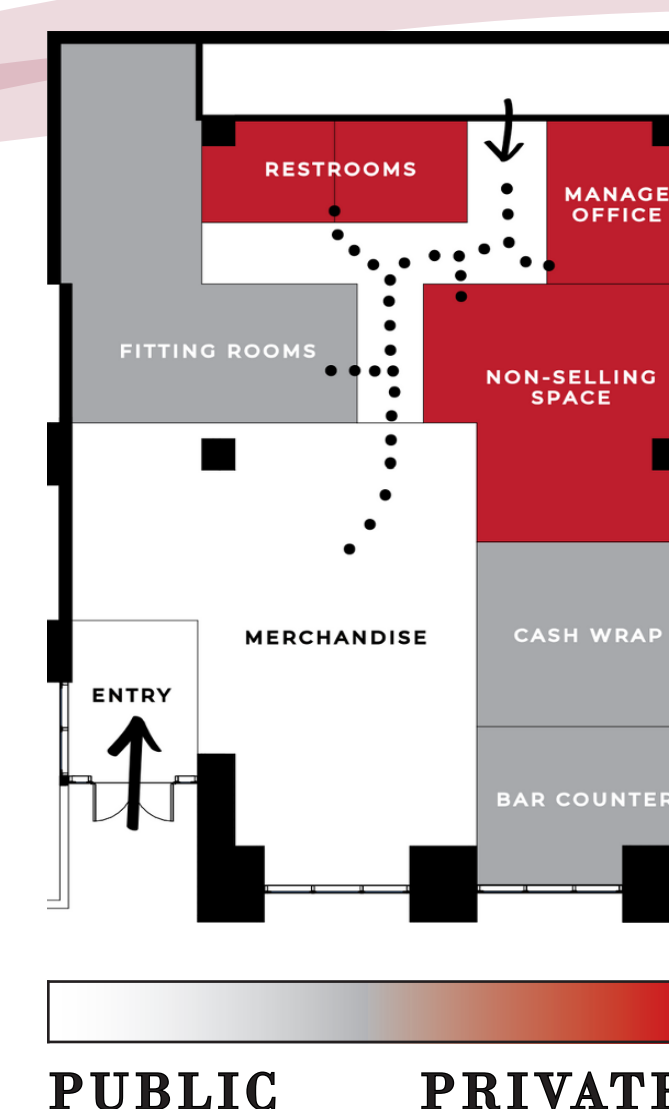 RESTROOMS
MANAGE
OFFICE
FITTING ROOMS
NON-SELLING
SPACE
MERCHANDISE
CASH WRAP
ENTRY
BAR COUNTER
PUBLIC PRIVATE